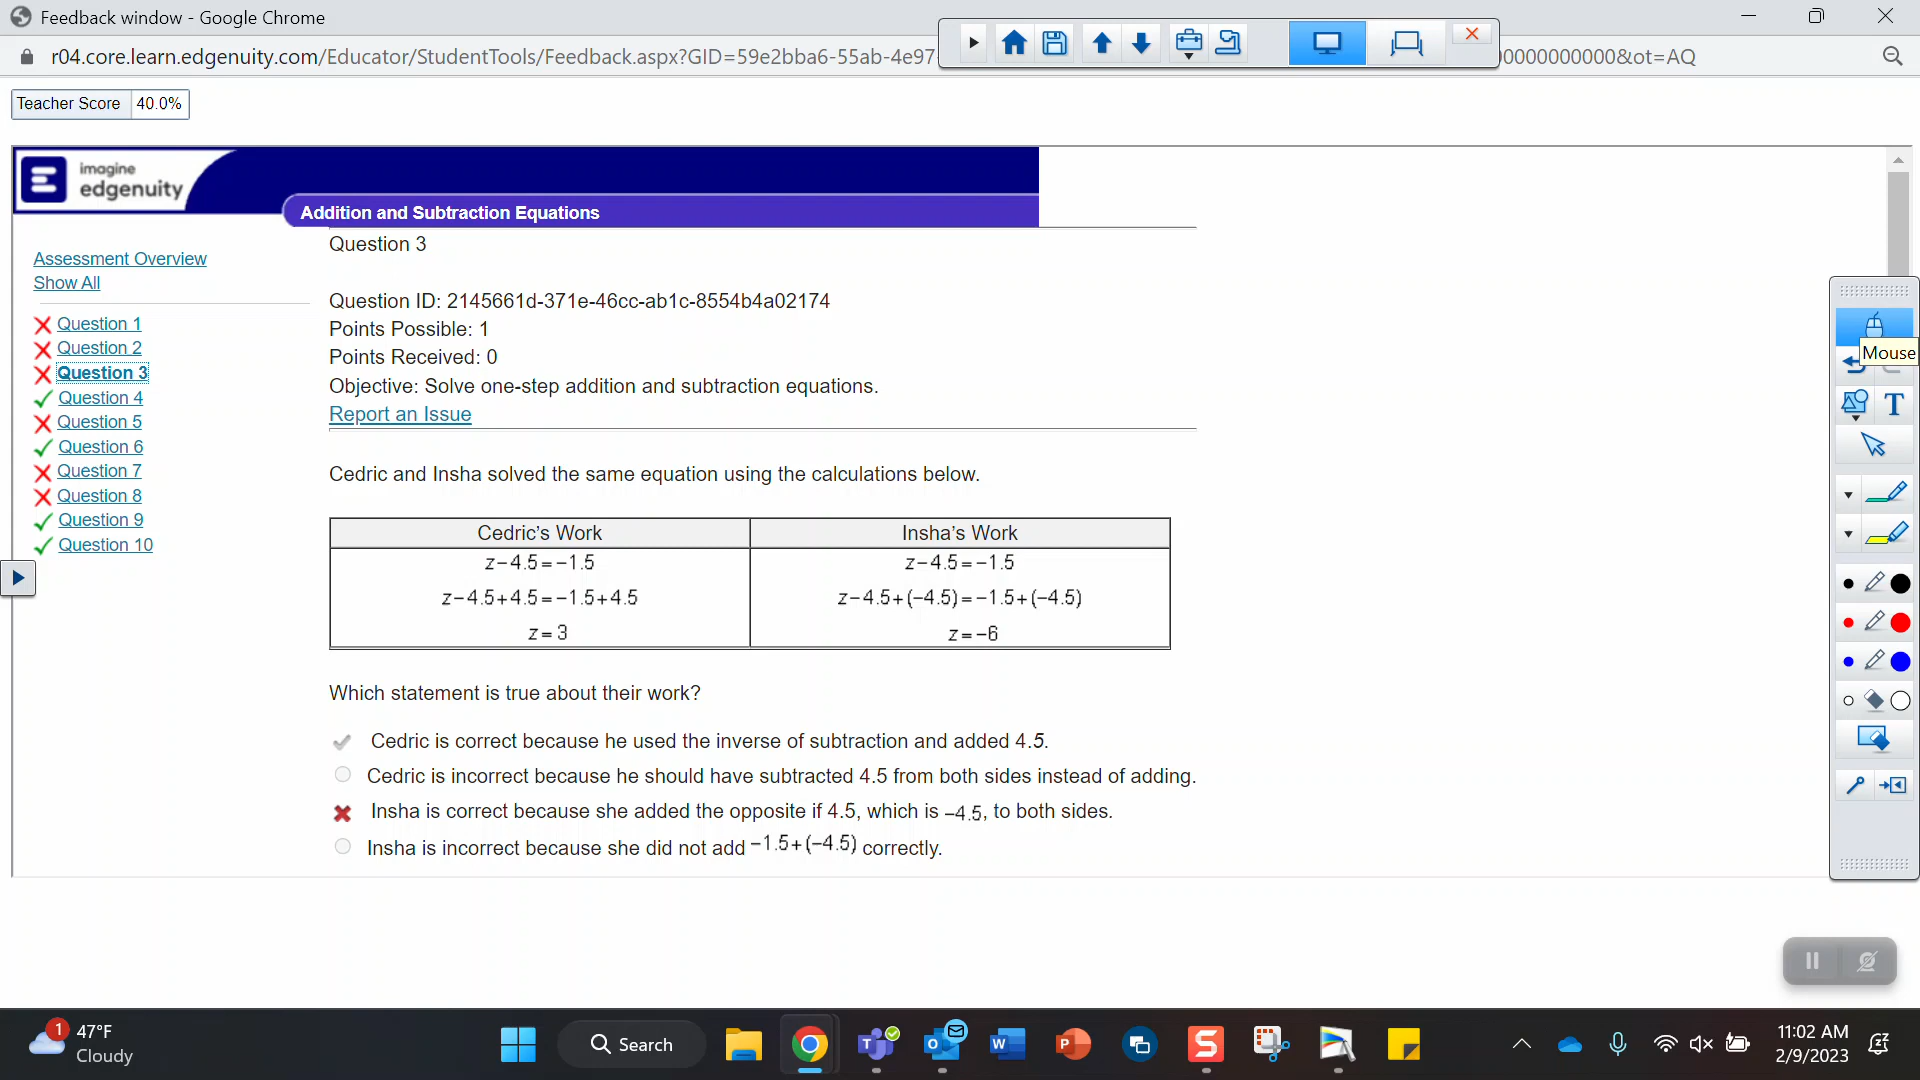 Feedback window - Google Chrome
r04.core.learn.edgenuity.com/Educator/StudentTools/Feedback.aspx?GID=59e2bba6-55ab-4e97-
0000000000&ot=AQ
Teacher Score 40.0%
imagine
edgenuity
Addition and Subtraction Equations
Assessment Overview
Show All
Question 1
Question 2
Question 3
Question 4
Question 5
Question 6
Question 7
Question 8
Question 9
Question 10
Question 3
Question ID: 2145661d-371e-46cc-ab1c-8554b4a02174
Points Possible: 1
Points Received: 0
Objective: Solve one-step addition and subtraction equations.
Report an Issue
Cedric and Insha solved the same equation using the calculations below.
Cedric's Work Insha's Work
z−4.5=−1.5 z−4.5=−1.5
z−4.5+4.5=−1.5+4.5 z−4.5+(−4.5)=−1.5+(−4.5)
z=3 z=−6
Which statement is true about their work?
Cedric is correct because he used the inverse of subtraction and added 4.5.
Cedric is incorrect because he should have subtracted 4.5 from both sides instead of adding.
Insha is correct because she added the opposite if 4.5, which is −4.5, to both sides.
Insha is incorrect because she did not add −1.5+(−4.5) correctly.
Mouse
T
1
47°F
Cloudy
Search
11:02 AM
2/9/2023